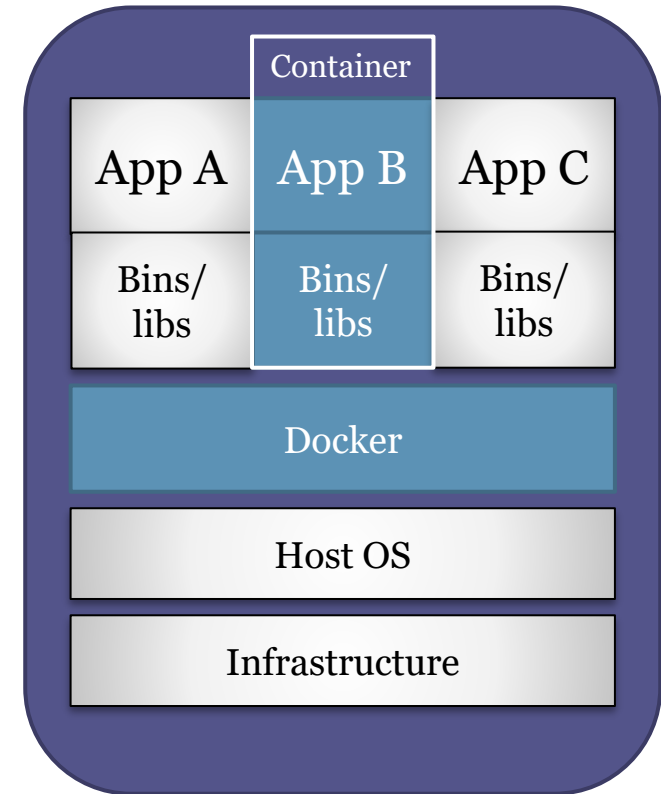 Container
App A
App B
App C
Bins/
libs
Bins/
libs
Bins/
libs
Docker
Host OS
Infrastructure